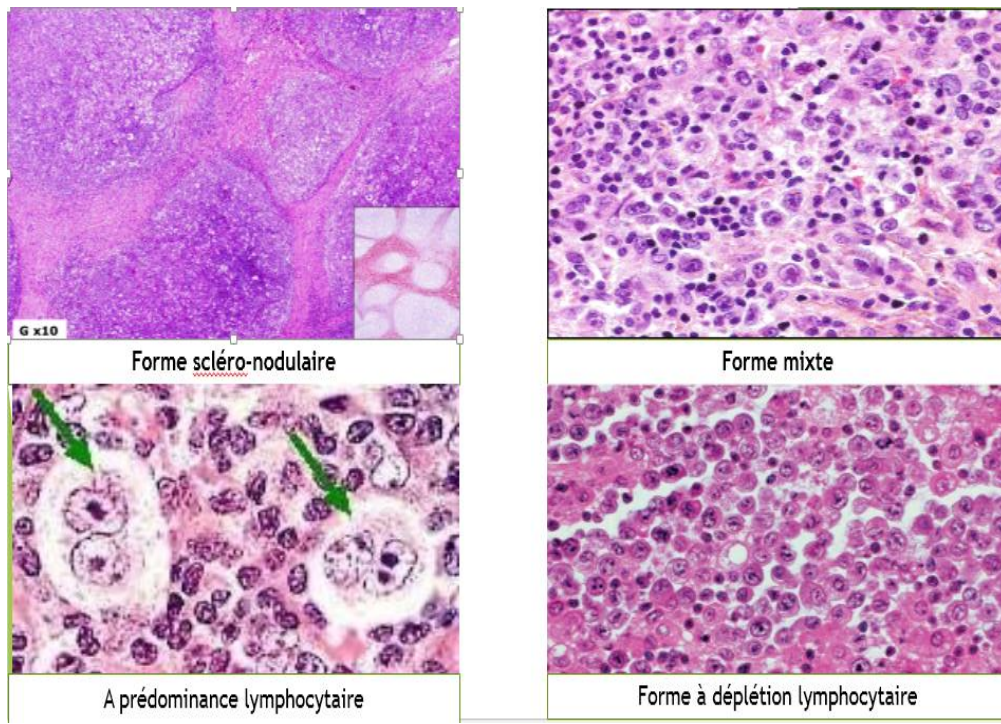 G x10
Forme scléro-nodulaire
Forme mixte
A prédominance lymphocytaire
Forme à déplétion lymphocytaire